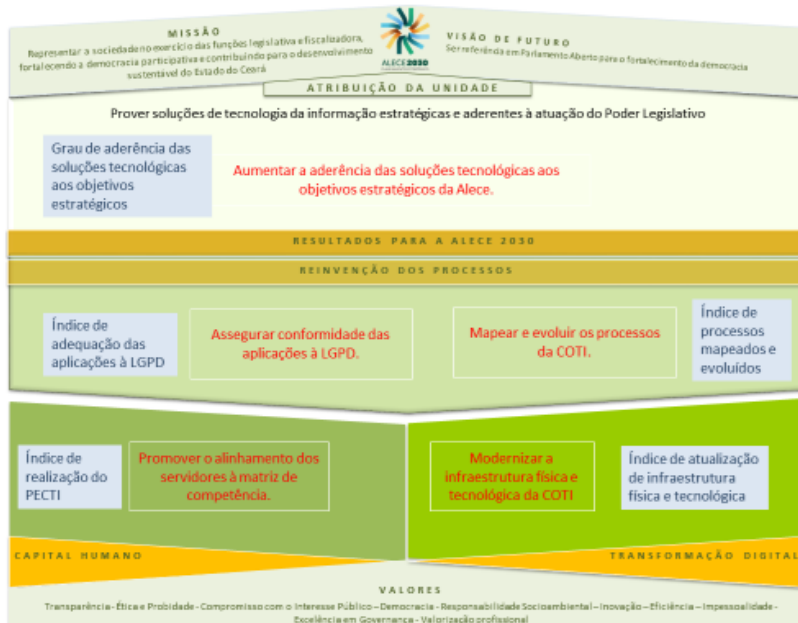 MISSÃO
Representar a sociedade no exercício das funções legislativa e fiscalizadora,
fortalecendo a democracia participativa e contribuindo para o desenvolvimento
sustentável do Estado do Ceará
ALECE2030
VISÃO DE FUTURO
Ser referência em Parlamento Aberto para o fortalecimento da democracia
ATRIBUIÇÃO DA UNIDADE
Prover soluções de tecnologia da informação estratégicas e aderentes à atuação do Poder Legislativo
Grau de aderência das
soluções tecnológicas
aos objetivos
estratégicos
Aumentar a aderência das soluções tecnológicas aos
objetivos estratégicos da Alece.
RESULTADOS PARA A ALECE 2030
REINVENÇÃO DOS PROCESSOS
Índice de
adequação das
aplicações à LGPD
Assegurar conformidade das
aplicações à LGPD.
Mapear e evoluir os processos
da COTI.
Índice de
processos
mapeados e
evoluídos
Índice de
realização do
PECTI
Promover o alinhamento dos
servidores à matriz de
competência.
Modernizar a
infraestrutura física e
tecnológica da COTI
Índice de atualização
de infraestrutura
física e tecnológica
CAPITAL HUMANO
TRANSFORMAÇÃO DIGITAL
VALORES
Transparência - Ética e Probidade - Compromisso com o Interesse Público – Democracia - Responsabilidade Socioambiental – Inovação – Eficiência – Impessoalidade -
Excelência em Governança - Valorização profissional